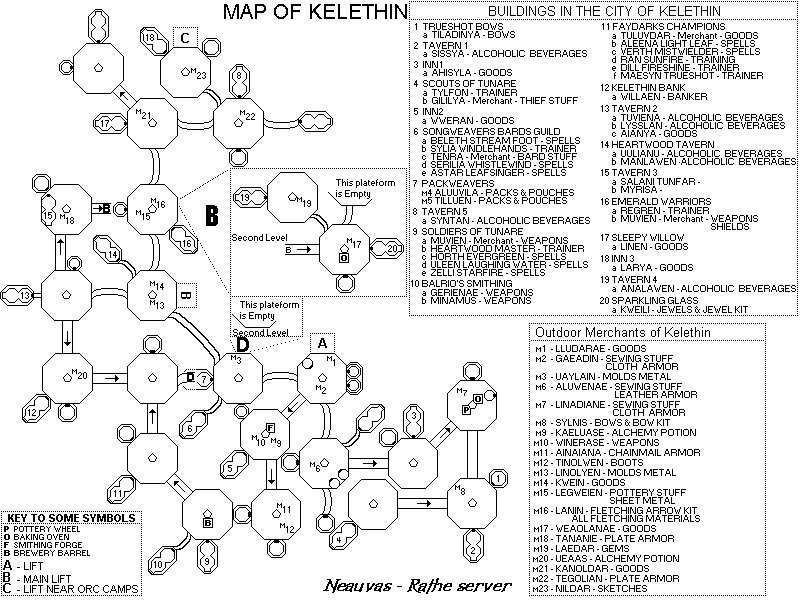 MAP OF KELETHIN
BUILDINGS IN THE CITY OF KELETHIN
1 TRUESHOT BOWS
a TILADINYA - BOWS
2 TAVERN 1
a SISSYA - ALCOHOLIC BEVERAGES
3 INN1
a AHISYLA - GOODS
4 SCOUTS OF TUNARE
a TYLFON - TRAINER
b GILILYA - Merchant - THIEF STUFF
5 INN2
a WWERAN - GOODS
6 SONGWEAVERS BARDS GUILD
a BELETH STREAM FOOT - SPELLS
b SYLIA WINDLEHANDS - TRAINER
c TENRA - Merchant - BARD STUFF
d SERILIA WHISTLEWIND - SPELLS
e ASTAR LEAFSINGER - SPELLS
7 PACKWEAVERS
M4 ALUUVILA - PACKS & POUCHES
M5 TILLUEN - PACKS & POUCHES
8 TAVERN 5
a SYNTAN - ALCOHOLIC BEVERAGES
9 SOLDIERS OF TUNARE
a MUVIEN - Merchant - WEAPONS
b HEARTWOOD MASTER - TRAINER
c HORTH EVERGREEN - SPELLS
d ULEEN LAUGHING WATER - SPELLS
e ZELLI STARFIRE - SPELLS
10 BALRIO'S SMITHING
a GERIENAE - WEAPONS
b MINAMUS - WEAPONS
11 FAYDARKS CHAMPIONS
a TULUVDAR - Merchant - GOODS
b ALEENA LIGHT LEAF - SPELLS
c VERTH MISTWIELDER - SPELLS
d RAN SUNFIRE - TRAINING
e DILL FIRESHINE - TRAINER
f MAESYN TRUESHOT - TRAINER
12 KELETHIN BANK
a WILLAEN - BANKER
13 TAVERN 2
a TUVIENA - ALCOHOLIC BEVERAGES
b LYSSLAN - ALCOHOLIC BEVERAGES
c AIANYA - GOODS
14 HEARTWOOD TAVERN
a UULIANU - ALCOHOLIC BEVERAGES
b MANLAWEN - ALCOHOLIC BEVERAGES
15 TAVERN 3
a SALANI TUNFAR -
b MYRISA -
16 EMERALD WARRIORS
a REGREN - TRAINER
b MUVIEN - Merchant - WEAPONS
SHIELDS
17 SLEEPY WILLOW
a LINEN - GOODS
18 INN 3
a LARYA - GOODS
19 TAVERN 4
a ANALAWEN - ALCOHOLIC BEVERAGES
20 SPARKLING GLASS
a KWEILI - JEWELS & JEWEL KIT
Outdoor Merchants of Kelethin
M1 - LLUDARAE - GOODS
M2 - GAEADIN - SEWING STUFF
CLOTH ARMOR
M3 - UAYLAIN - MOLDS METAL
M6 - ALUWENAE - SEWING STUFF
LEATHER ARMOR
M7 - LINADIANE - SEWING STUFF
CLOTH ARMOR
M8 - SYLNIS - BOWS & BOW KIT
M9 - KAELUASE - ALCHEMY POTION
M10 - WINERASE - WEAPONS
M11 - AINAIANA - CHAINMAIL ARMOR
M12 - TINOLWEN - BOOTS
M13 - LINOLYEN - MOLDS METAL
M14 - KWEIN - GOODS
M15 - LEGWEIEN - POTTERY STUFF
SHEET METAL
M16 - LANIN - FLETCHING ARROW KIT
ALL FLETCHING MATERIALS
M17 - WEAOLANAE - GOODS
M18 - TANANIE - PLATE ARMOR
M19 - LAEDAR - GEMS
M20 - UEAAS - ALCHEMY POTION
M21 - KANOLDAR - GOODS
M22 - TEGOLIAN - PLATE ARMOR
M23 - NILDAR - SKETCHES
18
C
M23
8
M21
17
M22
M16
M15
15
M18
B
16
B
19
M19
This plateform
is Empty
Second Level
B
M17
O
20
14
13
M14
M13
B
This plateform
is Empty
Second Level
D
A
M3
M1
M2
M20
D
7
12
6
F
M10 M9
5
M6
3
M7
O
P
11
M11
M12
B
10
9
4
M8
1
2
KEY TO SOME SYMBOLS
P POTTERY WHEEL
O BAKING OVEN
F SMITHING FORGE
B BREWERY BARREL
A - LIFT
B - MAIN LIFT
C - LIFT NEAR ORC CAMPS
Neauvas - Rathe server